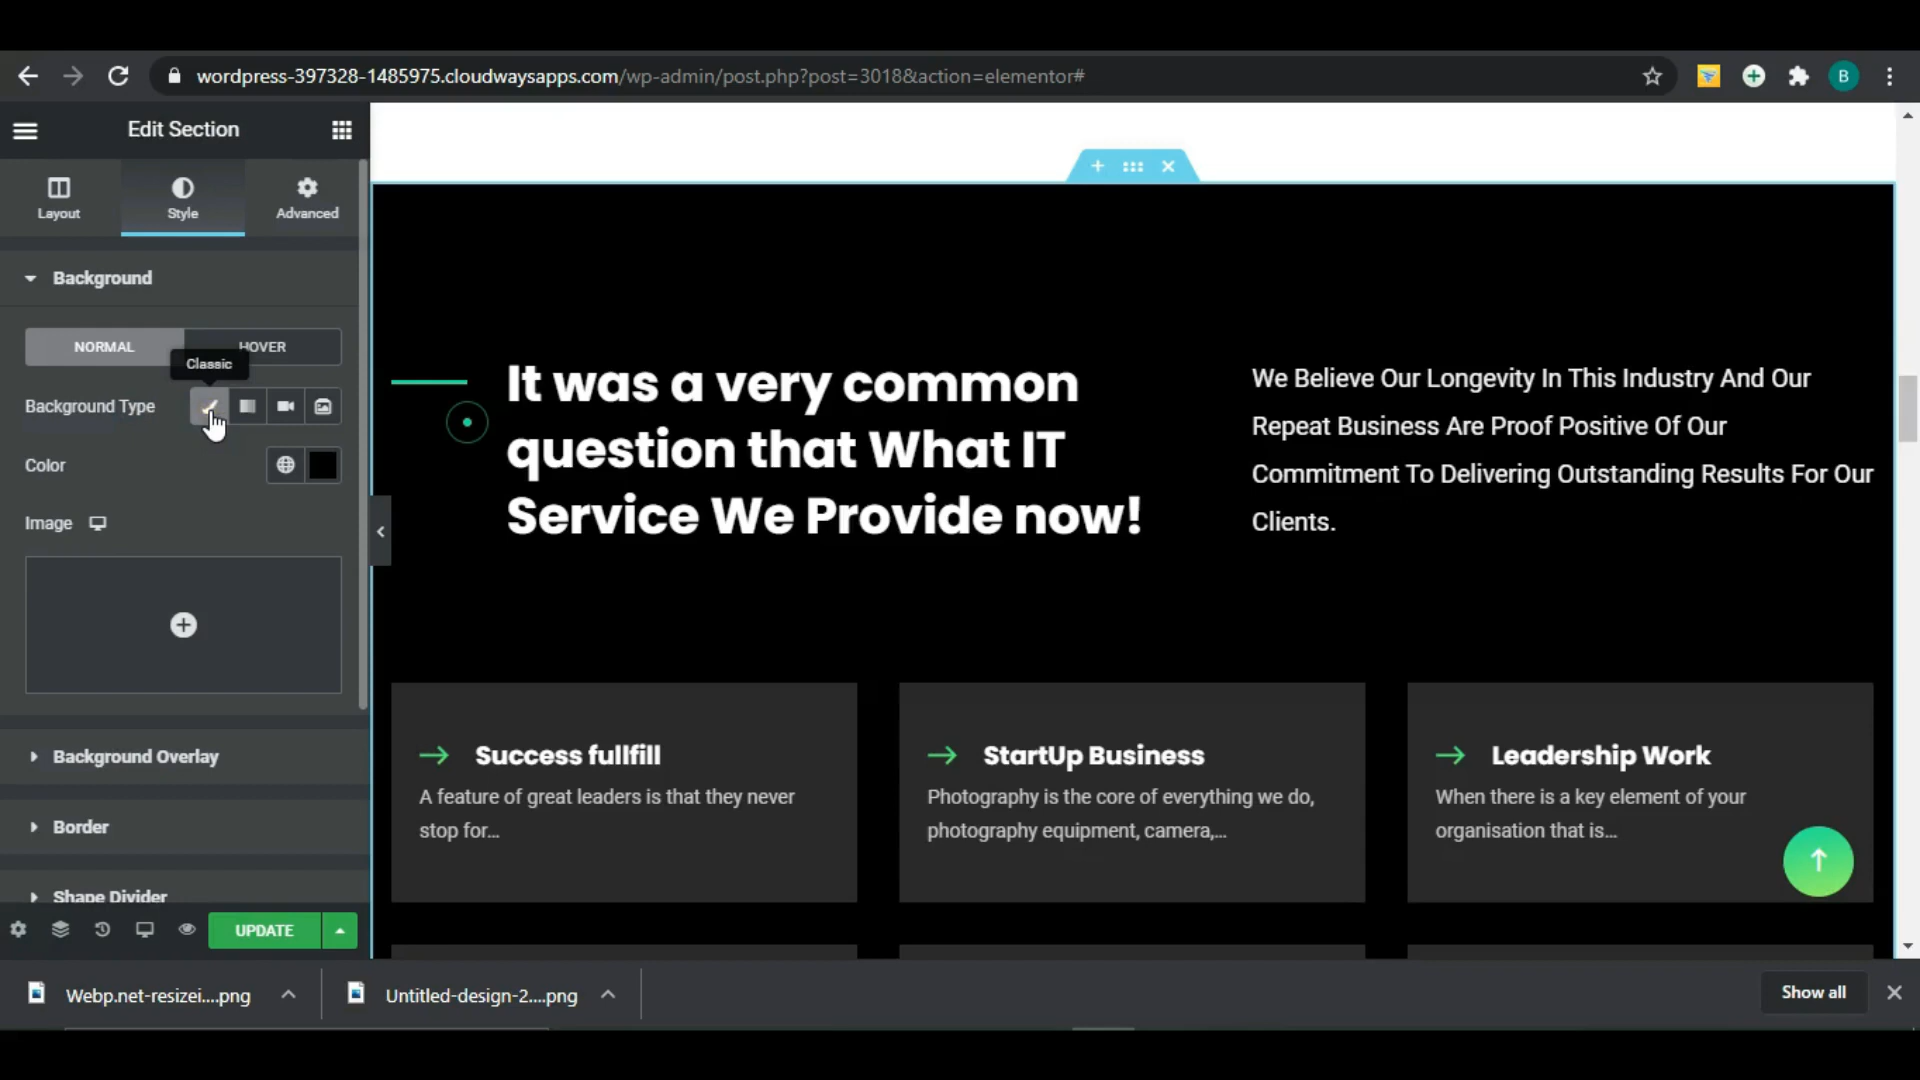 wordpress-397328-1485975.cloudwaysapps.com/wp-admin/post.php?post=3018&action=elementor#
B
Edit Section
Layout
Style
Advanced
Background
NORMAL
HOVER
Classic
Background Type
Color
Image
Background Overlay
Border
Shape Divider
UPDATE
It was a very common
question that What IT
Service We Provide now!
We Believe Our Longevity In This Industry And Our
Repeat Business Are Proof Positive Of Our
Commitment To Delivering Outstanding Results For Our
Clients.
Success fullfill
A feature of great leaders is that they never
stop for...
StartUp Business
Photography is the core of everything we do,
photography equipment, camera,...
Leadership Work
When there is a key element of your
organisation that is...
Webp.net-resizei....png
Untitled-design-2....png
Show all